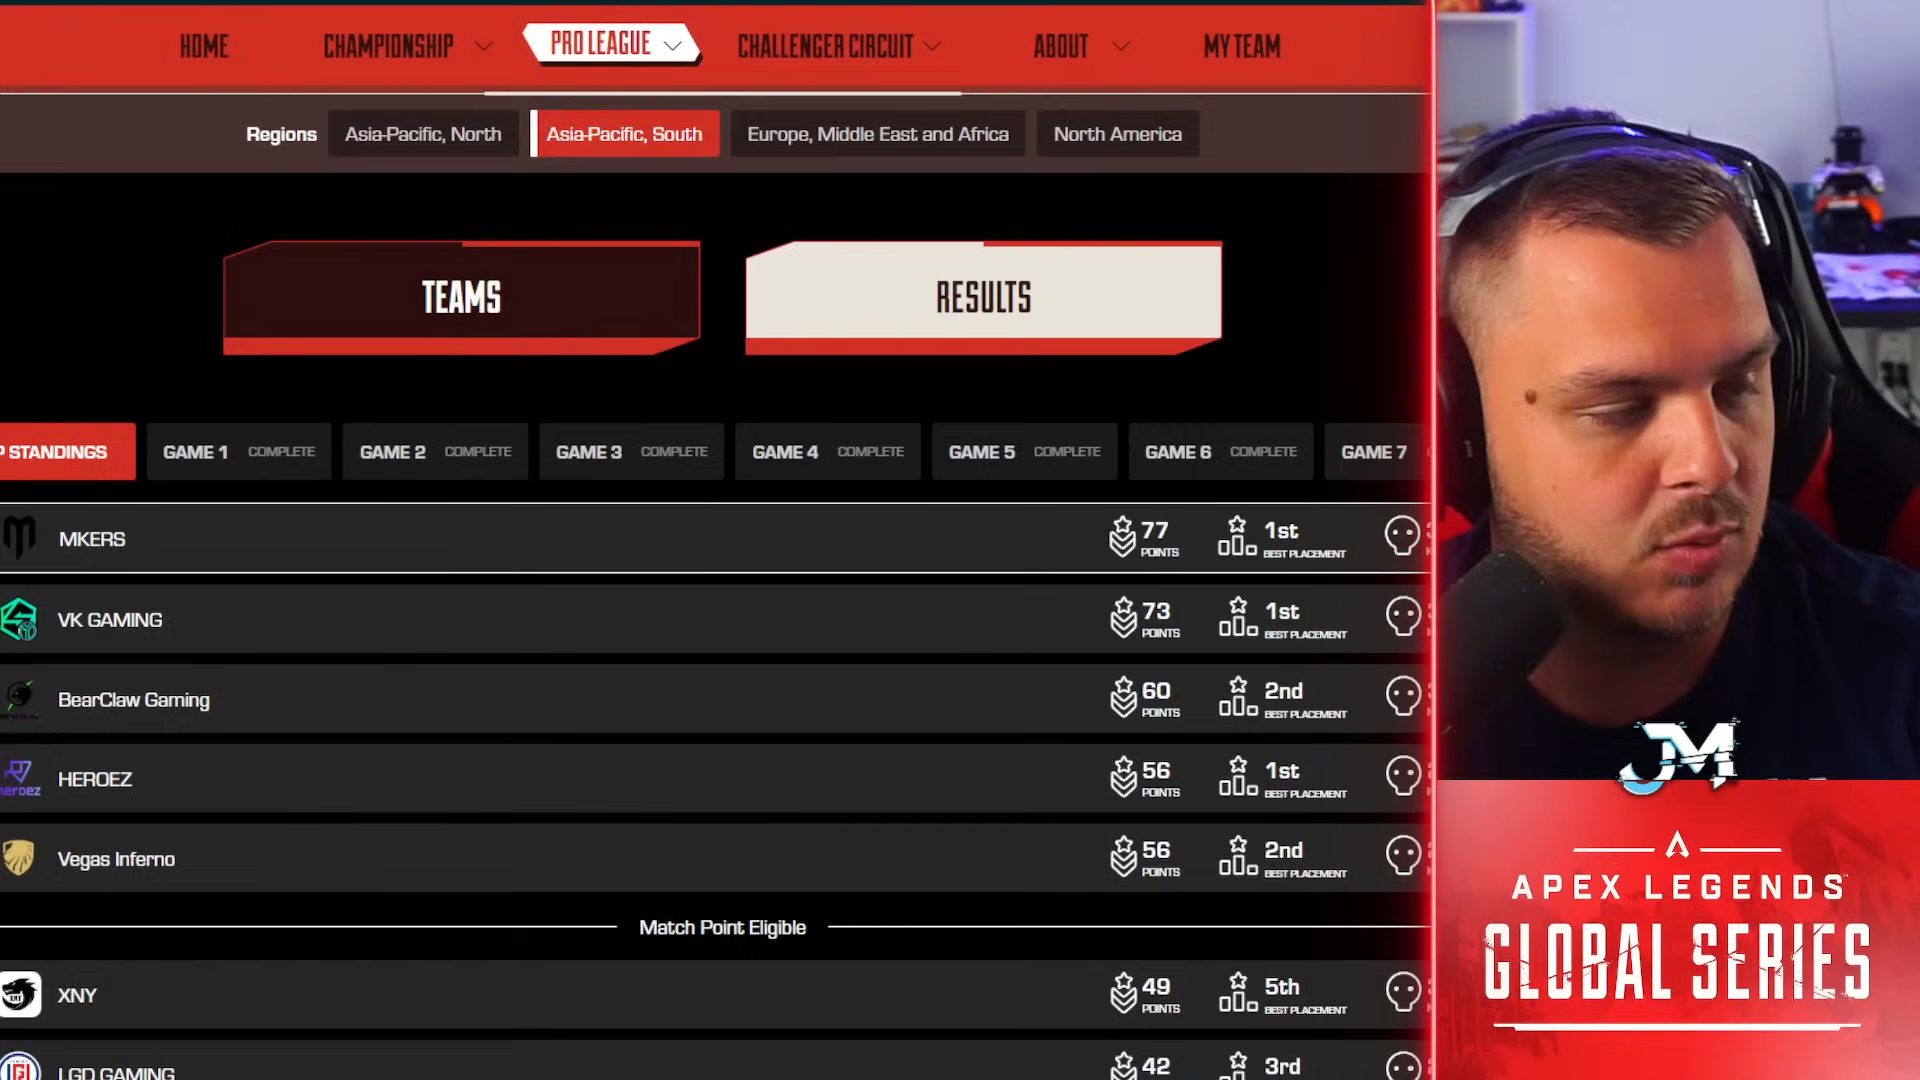 HOME
CHAMPIONSHIP
PRO LEAGUE
CHALLENGER CIRCUIT
ABOUT
MY TEAM
Regions
Asia-Pacific, North
Asia-Pacific, South
Europe, Middle East and Africa
North America
TEAMS
RESULTS
P STANDINGS
GAME 1 COMPLETE
GAME 2 COMPLETE
GAME 3 COMPLETE
GAME 4 COMPLETE
GAME 5 COMPLETE
GAME 6 COMPLETE
GAME 7
MKERS
77
POINTS
1st
BEST PLACEMENT
VK GAMING
73
POINTS
1st
BEST PLACEMENT
BearClaw Gaming
60
POINTS
2nd
BEST PLACEMENT
heroez
HEROEZ
56
POINTS
1st
BEST PLACEMENT
Vegas Inferno
56
POINTS
2nd
BEST PLACEMENT
Match Point Eligible
XNY
49
POINTS
5th
BEST PLACEMENT
LGD GAMING
42
3rd
JM
APEX LEGENDS
GLOBAL SERIES